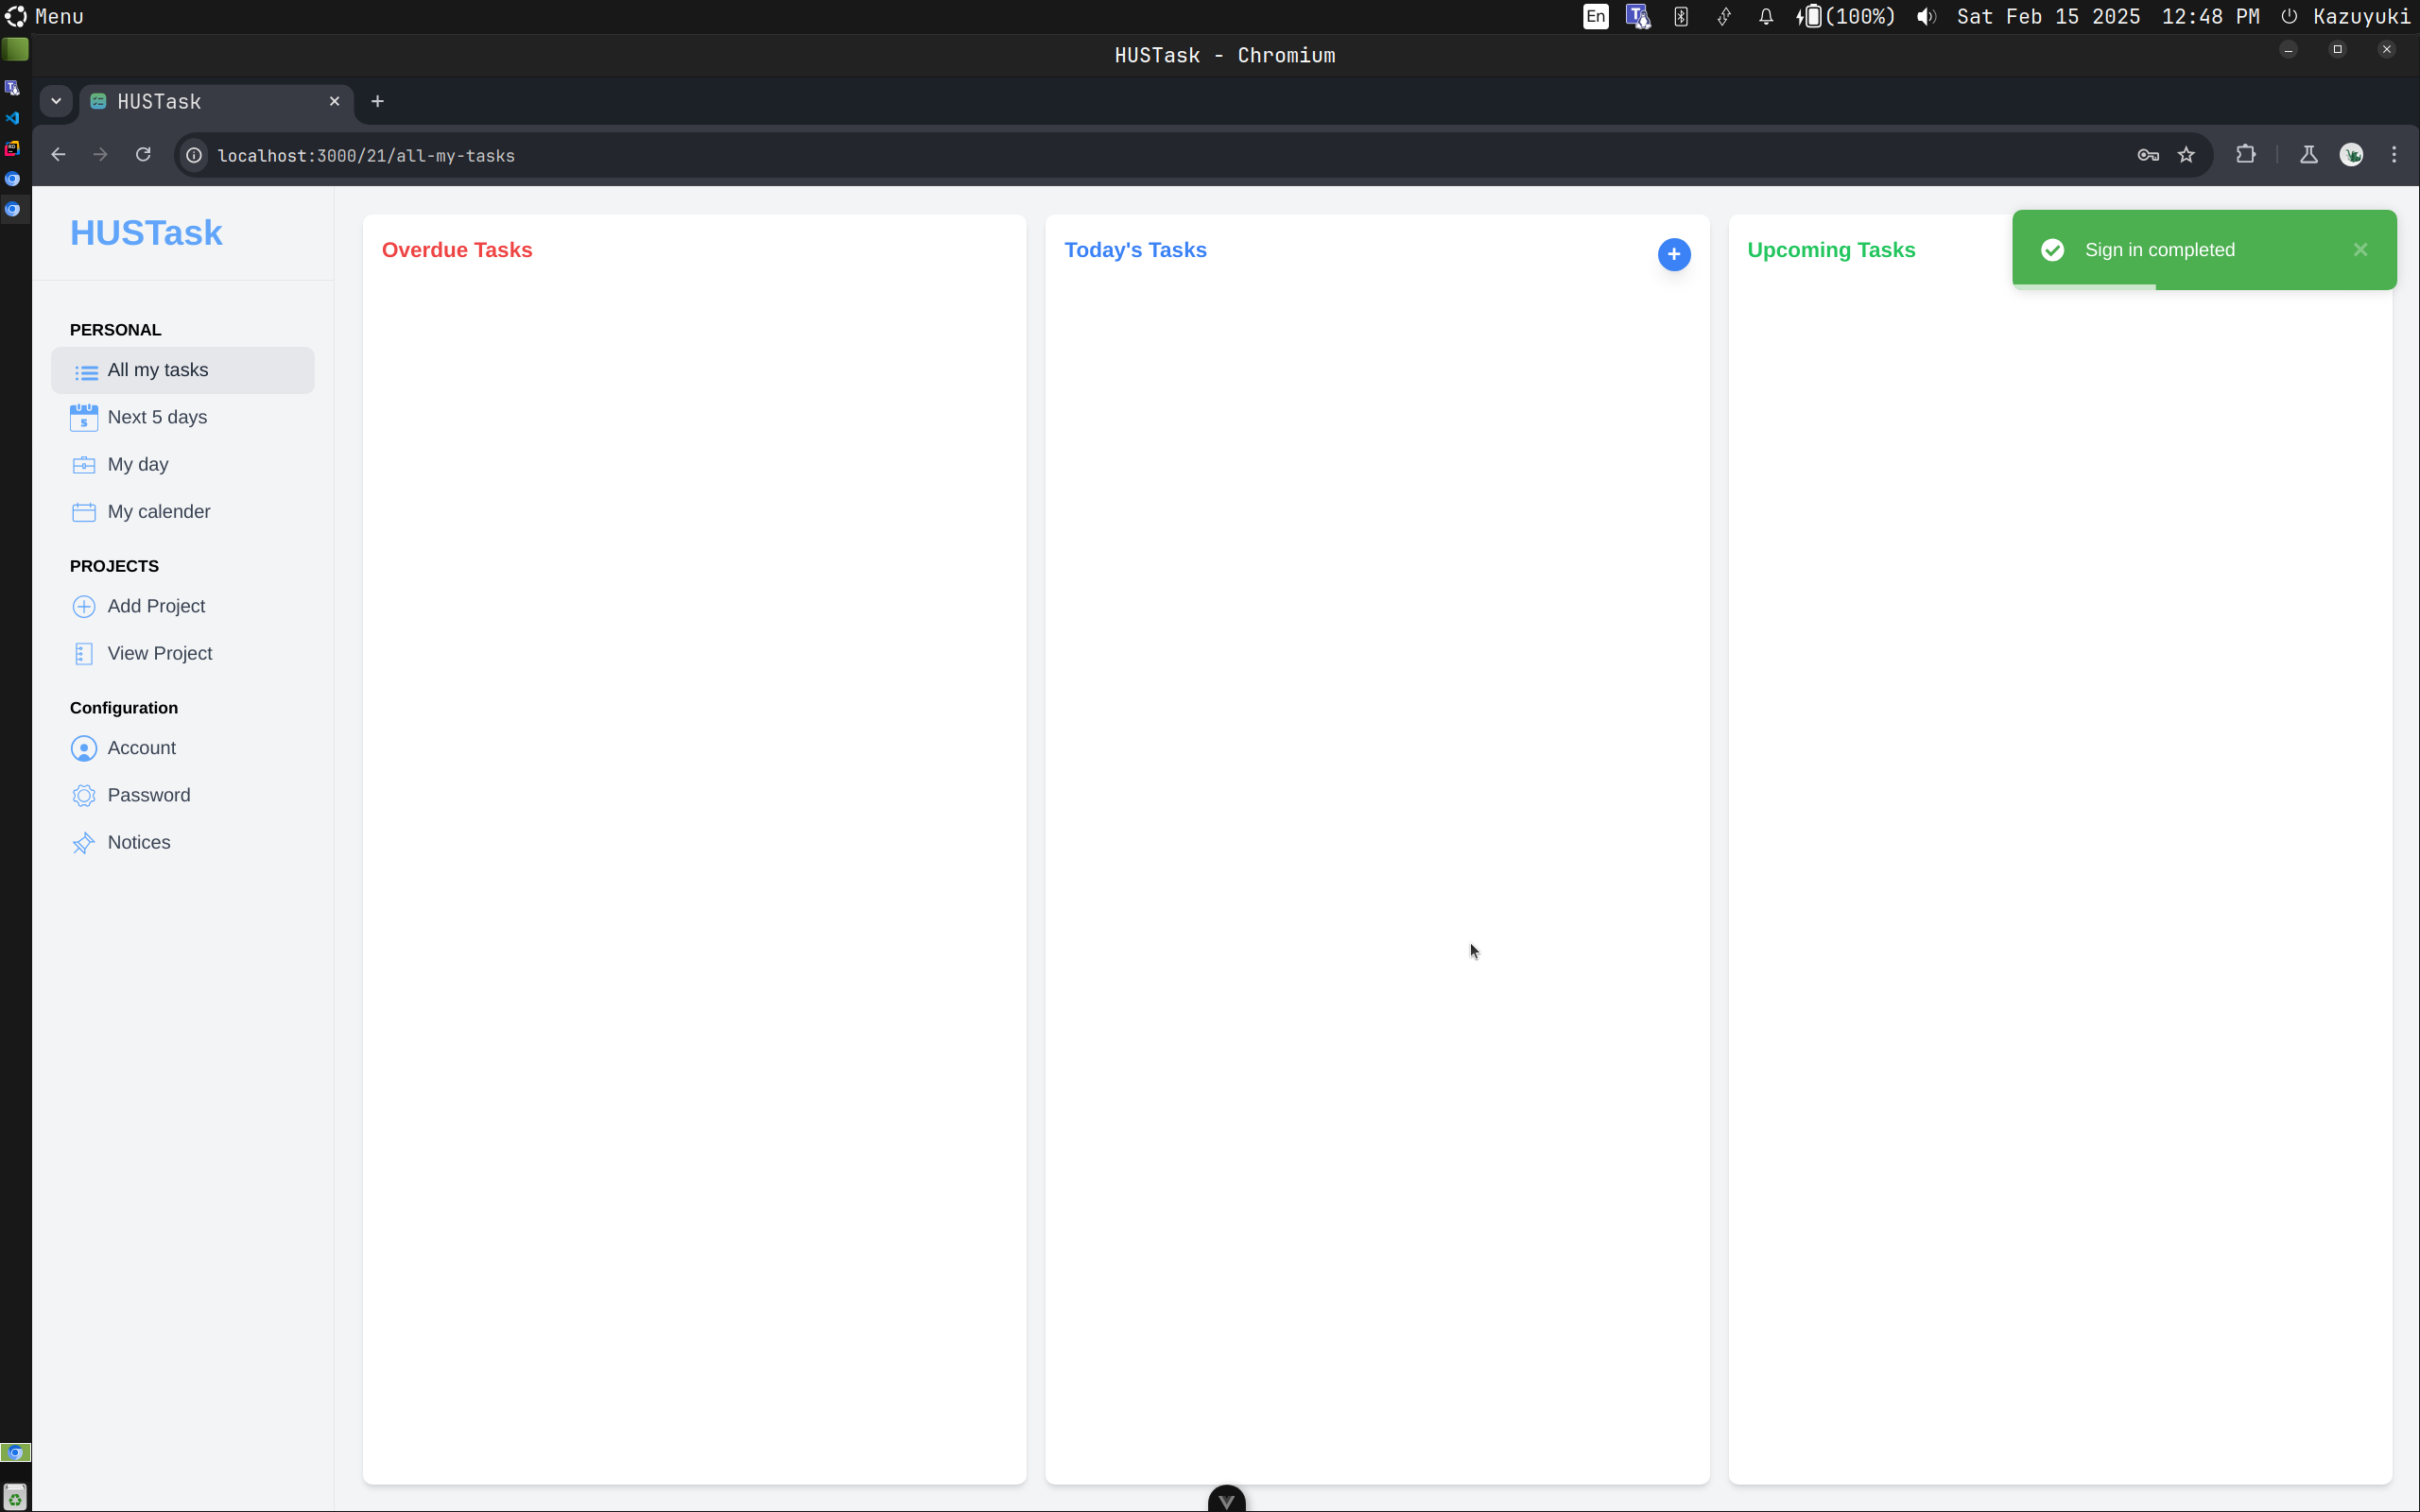 Menu
En
(100%)
Sat Feb 15 2025
12:48 PM
Kazuyuki
HUSTask - Chromium
HUSTask
localhost:3000/21/all-my-tasks
HUSTask
PERSONAL
All my tasks
5
Next 5 days
My day
My calender
PROJECTS
Add Project
View Project
Configuration
Account
Password
Notices
Overdue Tasks
Today's Tasks
+
Upcoming Tasks
Sign in completed